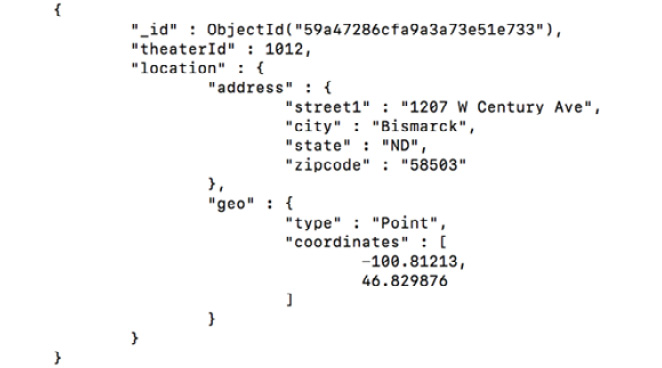 {
"_id" : ObjectId("59a47286cfa9a3a73e51e733"),
"theaterId" : 1012,
"location" : {
"address" : {
"street1" : "1207 W Century Ave",
"city" : "Bismarck",
"state" : "ND",
"zipcode" : "58503"
},
"geo" : {
"type" : "Point",
"coordinates" : [
-100.81213,
46.829876
]
}
}
}